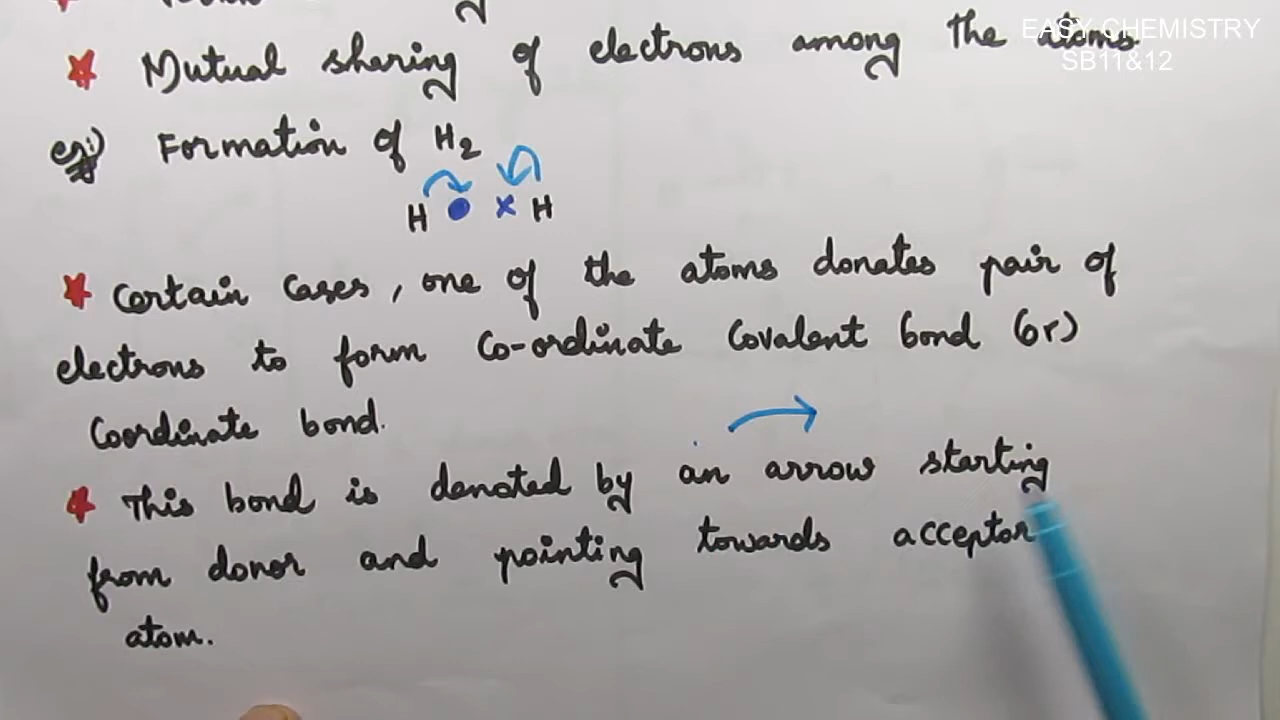 EASY CHEMISTRY
SB11&12
Mutual sharing of electrons among the atoms
eg:) Formation of H2
H ● x H
Certain cases, one of the atoms donates pair of
electrons to form Co-ordinate Covalent bond (or)
Coordinate bond.
This bond is denoted by an arrow starting
from donor and pointing towards acceptor
atom.